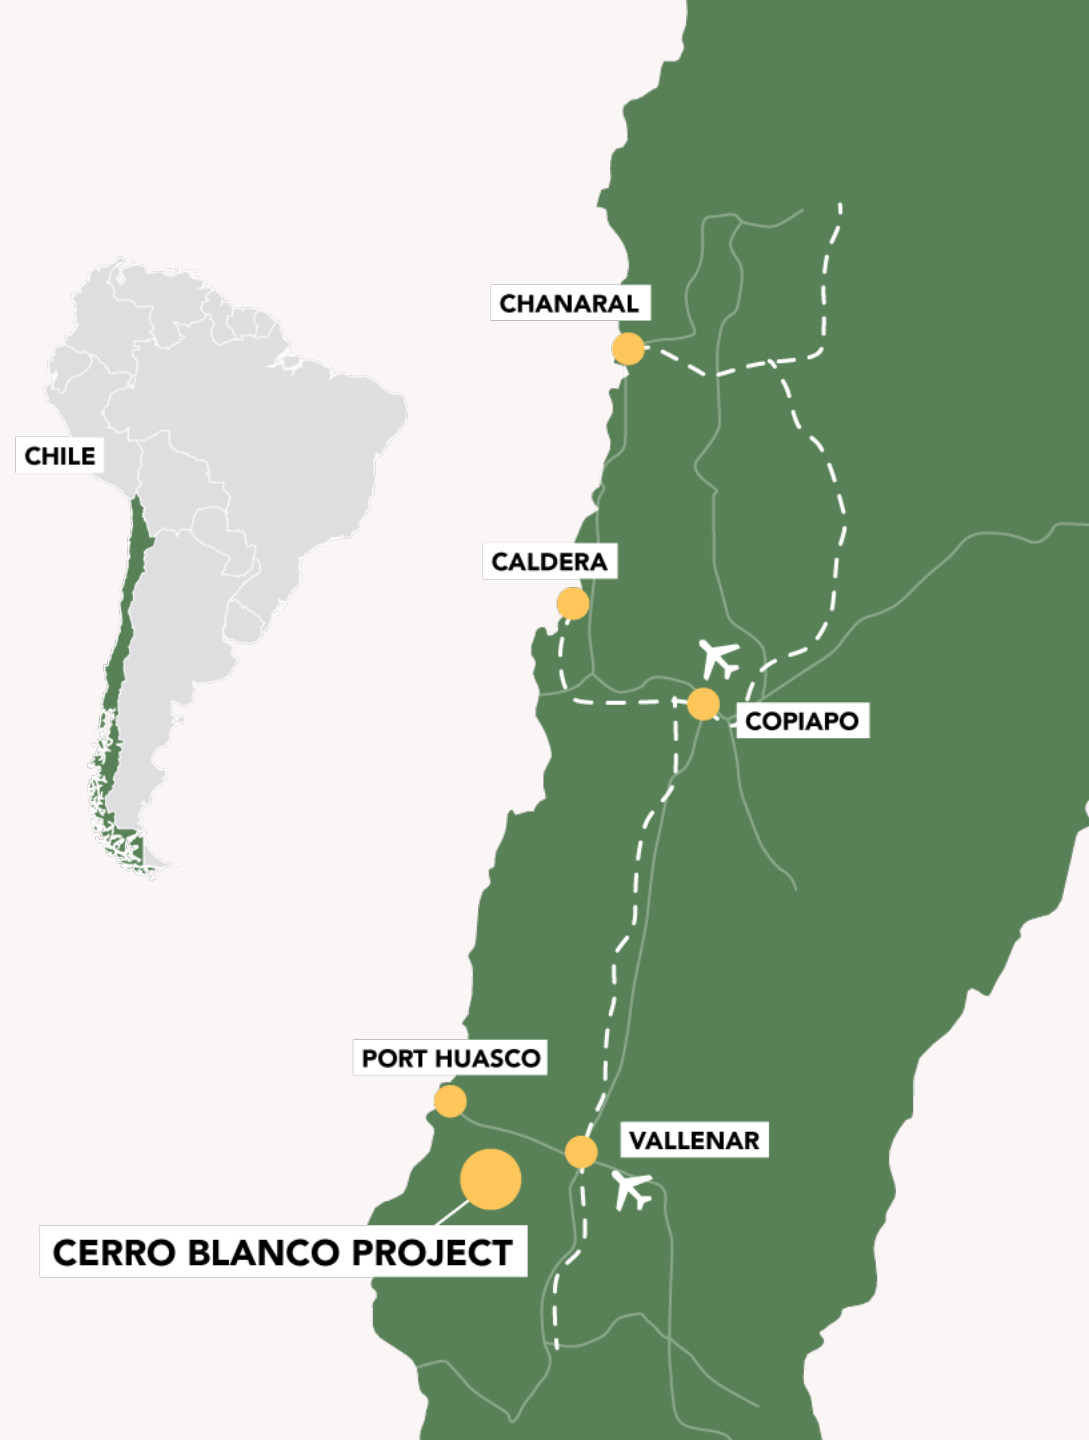 CHANARAL
CHILE
CALDERA
COPIAPO
PORT HUASCO
VALLENAR
CERRO BLANCO PROJECT